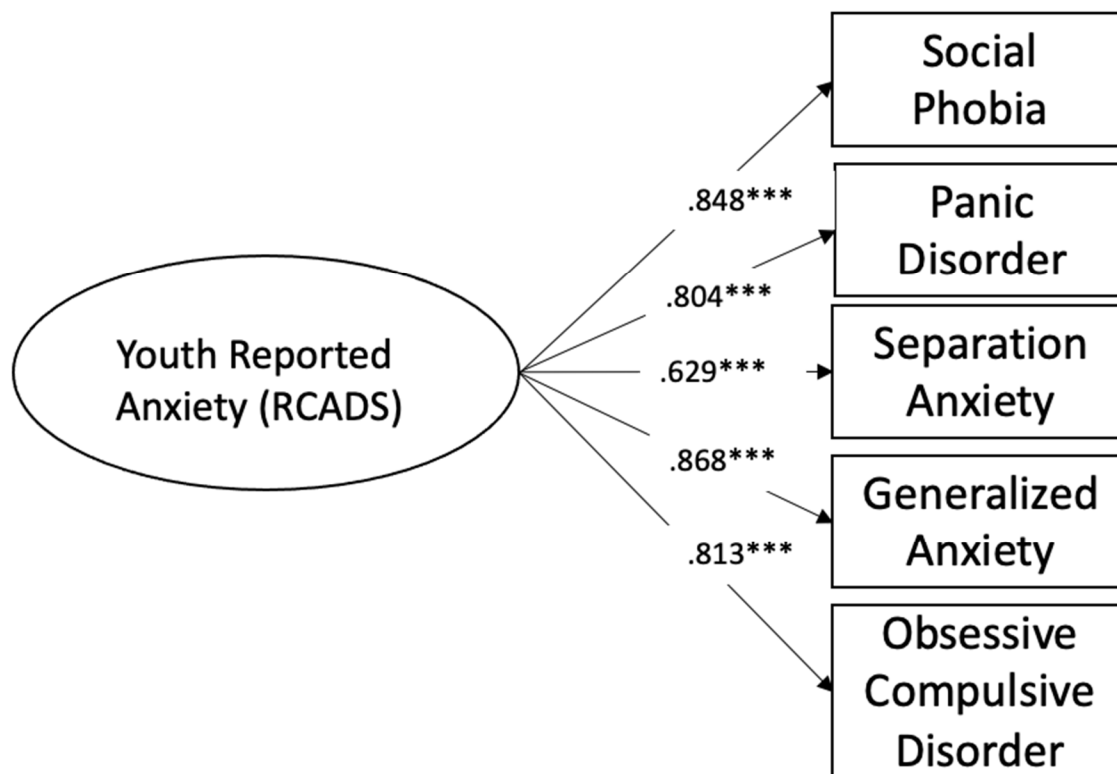 Youth Reported
Anxiety (RCADS)
.848***
.804***
.629***
.868***
.813***
Social
Phobia
Panic
Disorder
Separation
Anxiety
Generalized
Anxiety
Obsessive
Compulsive
Disorder